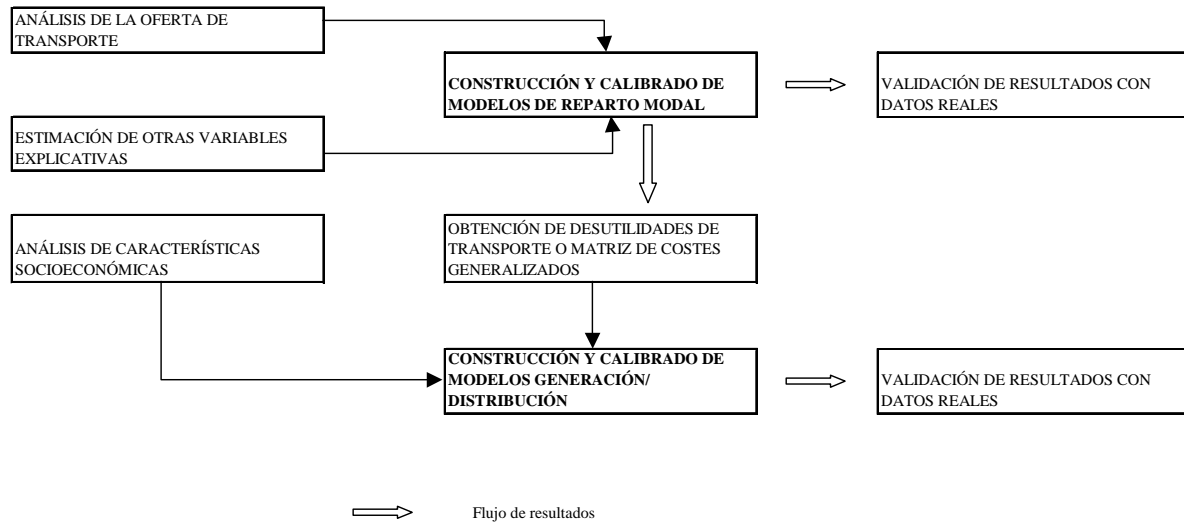 ANÁLISIS DE LA OFERTA DE
TRANSPORTE
CONSTRUCCIÓN Y CALIBRADO DE
MODELOS DE REPARTO MODAL
VALIDACIÓN DE RESULTADOS CON
DATOS REALES
ESTIMACIÓN DE OTRAS VARIABLES
EXPLICATIVAS
ANÁLISIS DE CARACTERÍSTICAS
SOCIOECONÓMICAS
OBTENCIÓN DE DESUTILIDADES DE
TRANSPORTE O MATRIZ DE COSTES
GENERALIZADOS
CONSTRUCCIÓN Y CALIBRADO DE
MODELOS GENERACIÓN/
DISTRIBUCIÓN
VALIDACIÓN DE RESULTADOS CON
DATOS REALES
Flujo de resultados